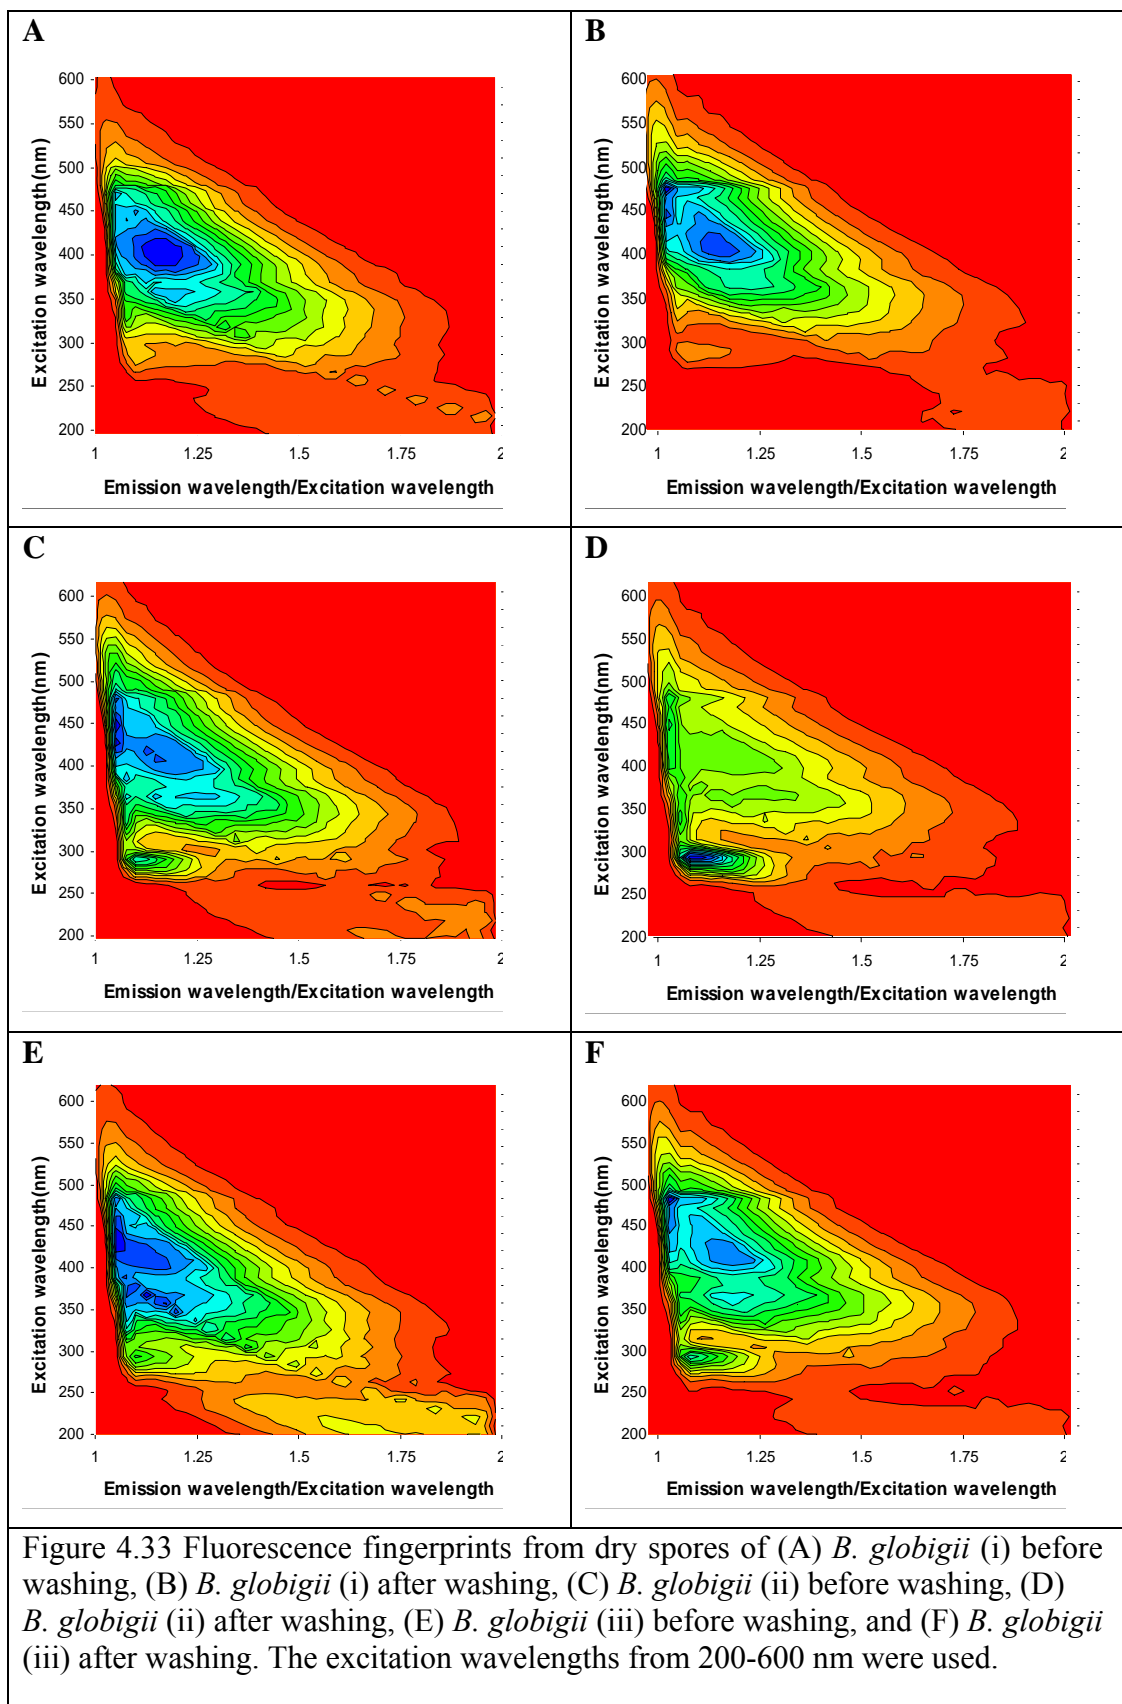 A
Excitation wavelength(nm)
600
550
500
450
400
350
300
250
200
1 1.25 1.5 1.75 2
Emission wavelength/Excitation wavelength
B
Excitation wavelength(nm)
600
550
500
450
400
350
300
250
200
1 1.25 1.5 1.75 2
Emission wavelength/Excitation wavelength
C
Excitation wavelength(nm)
600
550
500
450
400
350
300
250
200
1 1.25 1.5 1.75 2
Emission wavelength/Excitation wavelength
D
Excitation wavelength(nm)
600
550
500
450
400
350
300
250
200
1 1.25 1.5 1.75 2
Emission wavelength/Excitation wavelength
E
Excitation wavelength(nm)
600
550
500
450
400
350
300
250
200
1 1.25 1.5 1.75 2
Emission wavelength/Excitation wavelength
F
Excitation wavelength(nm)
600
550
500
450
400
350
300
250
200
1 1.25 1.5 1.75 2
Emission wavelength/Excitation wavelength
Figure 4.33 Fluorescence fingerprints from dry spores of (A) B. globigii (i) before
washing, (B) B. globigii (i) after washing, (C) B. globigii (ii) before washing, (D)
B. globigii (ii) after washing, (E) B. globigii (iii) before washing, and (F) B. globigii
(iii) after washing. The excitation wavelengths from 200-600 nm were used.